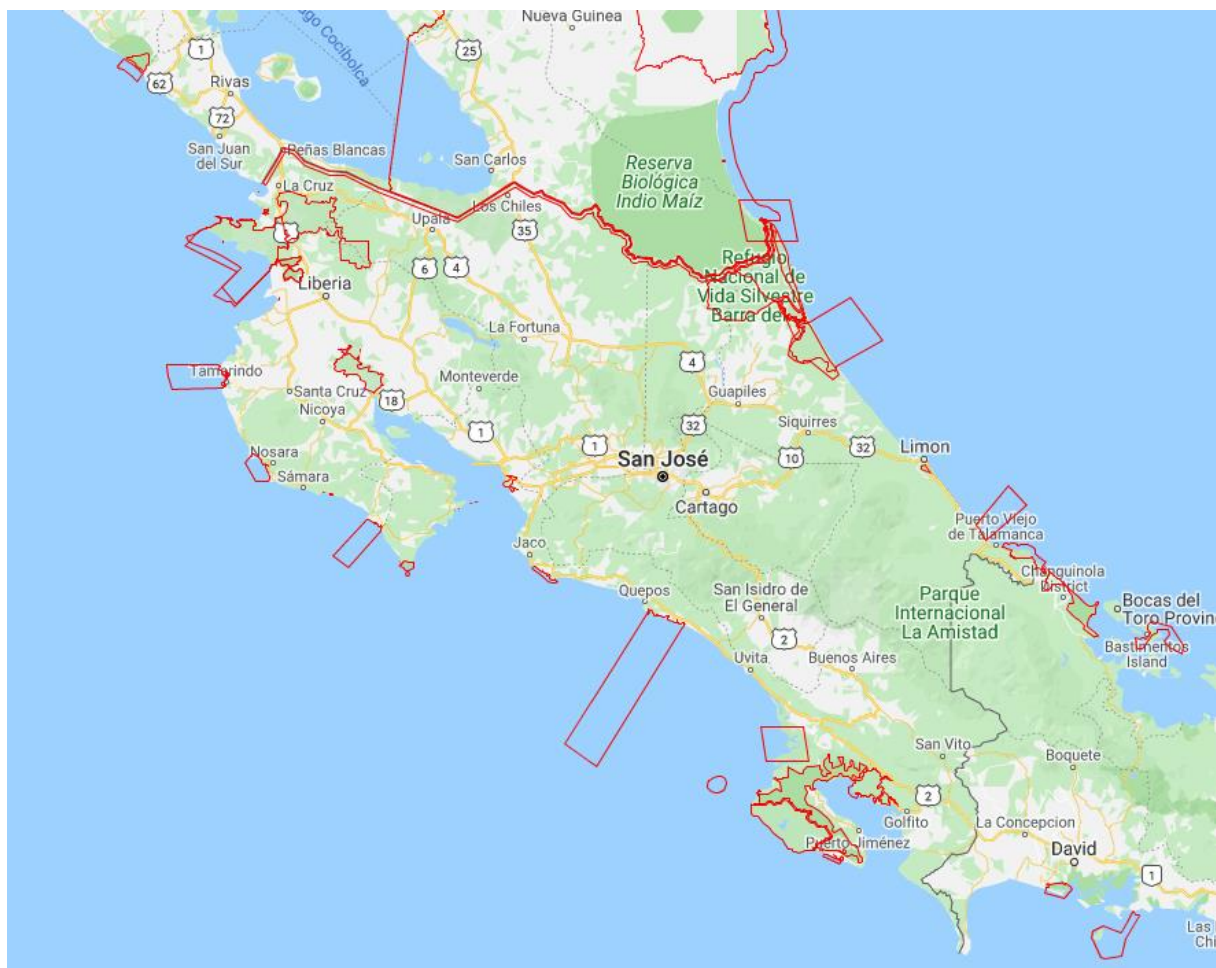 Nueva Guinea
ago Cocibolca
1
25
62
Rivas
72
San Juan
del Sur
Peñas Blancas
San Carlos
Reserva
Biológica
Indio Maíz
La Cruz
Los Chiles
Upala
35
1
6
4
Refugio
Nacional de
Vida Silvestre
Barra del
Liberia
La Fortuna
4
Tamarindo
Monteverde
Santa Cruz
Nicoya
18
Guapiles
1
1
32
Siquirres
10
32
Limon
Nosara
Sámara
San José
Cartago
Puerto Viejo
de Talamanca
Jaco
Changuinola
District
Quepos
San Isidro de
El General
Parque
Internacional
La Amistad
Bocas del
Toro Provin
Bastimentos
Island
2
Uvita
Buenos Aires
San Vito
Boquete
2
Golfito
La Concepcion
Puerto Jiménez
David
1
Las
Chi